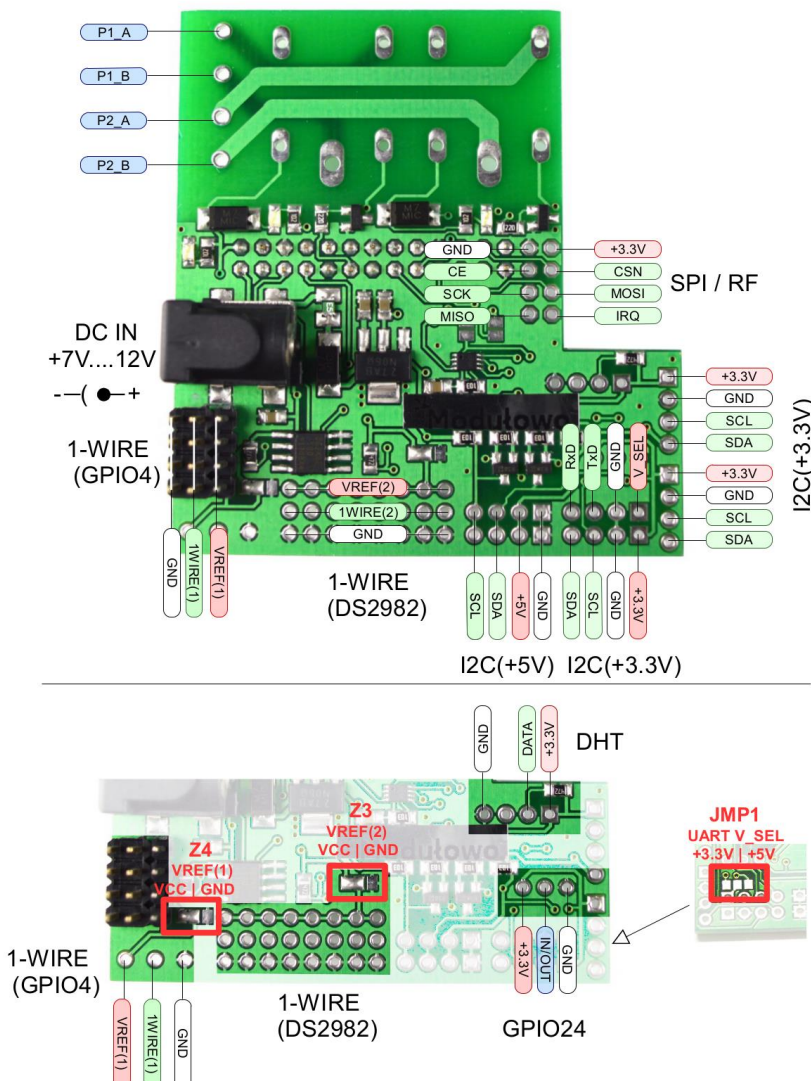 P1_A
P1_B
P2_A
P2_B
GND
+3.3V
CE
CSN
SCK
MOSI
MISO
IRQ
SPI / RF
DC IN
+7V....12V
- +
1-WIRE
(GPIO4)
GND
1WIRE(1)
VREF(1)
VREF(2)
1WIRE(2)
GND
1-WIRE
(DS2982)
Modułowo
RxD
TxD
GND
V_SEL
+3.3V
GND
SCL
SDA
+3.3V
GND
SCL
SDA
I2C(+3.3V)
SCL
SDA
+5V
GND
SDA
SCL
GND
+3.3V
I2C(+5V)
I2C(+3.3V)
GND
DATA
+3.3V
DHT
Z3
VREF(2)
VCC | GND
Z4
VREF(1)
VCC | GND
dułowo
JMP1
UART V_SEL
+3.3V | +5V
+3.3V
IN/OUT
GND
1-WIRE
(GPIO4)
VREF(1)
1WIRE(1)
GND
1-WIRE
(DS2982)
GPIO24